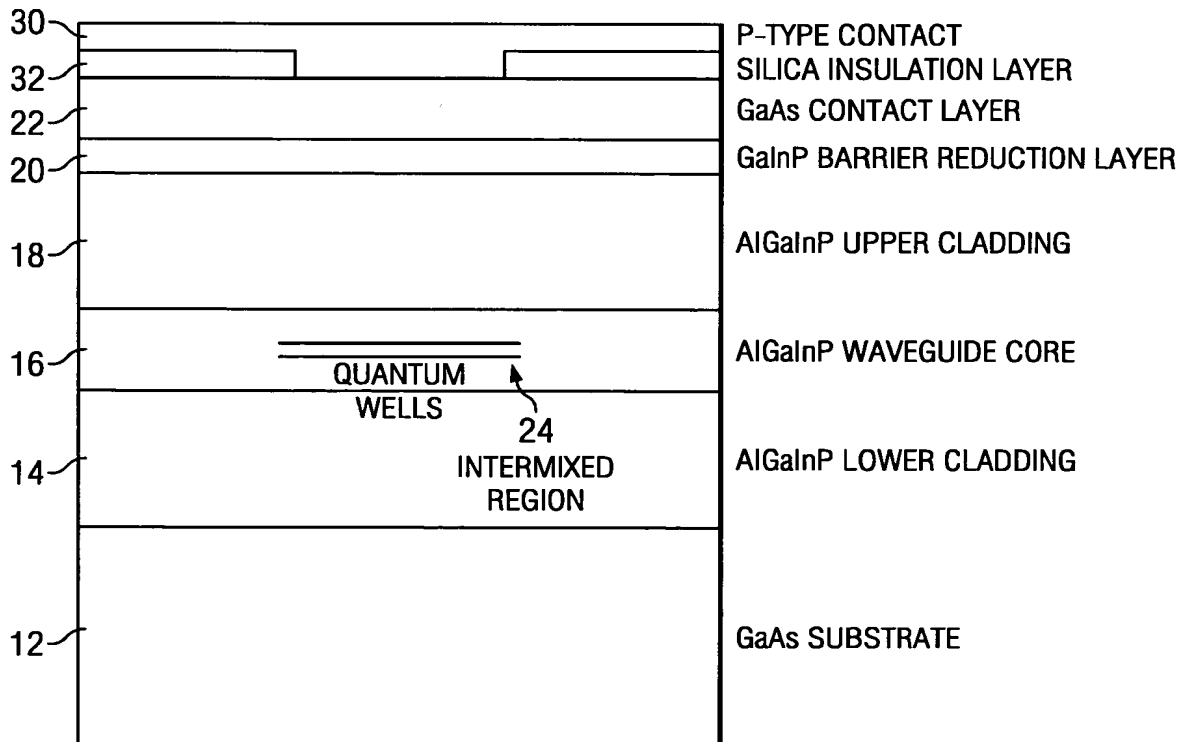 30 P-TYPE CONTACT
32 SILICA INSULATION LAYER
22 GaAs CONTACT LAYER
20 GaInP BARRIER REDUCTION LAYER
18 AlGaInP UPPER CLADDING
16 AlGaInP WAVEGUIDE CORE
QUANTUM
WELLS
24
INTERMIXED
REGION
14 AlGaInP LOWER CLADDING
12 GaAs SUBSTRATE